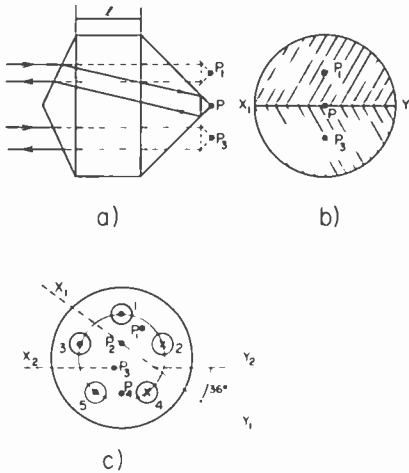 l
P₁
P
P₃
a)
X₁
P₁
P
P₃
Y
b)
X₁
1
P₁
P₂
3
2
X₂
P₃
Y₂
36°
P₄
5
4
Y₁
c)